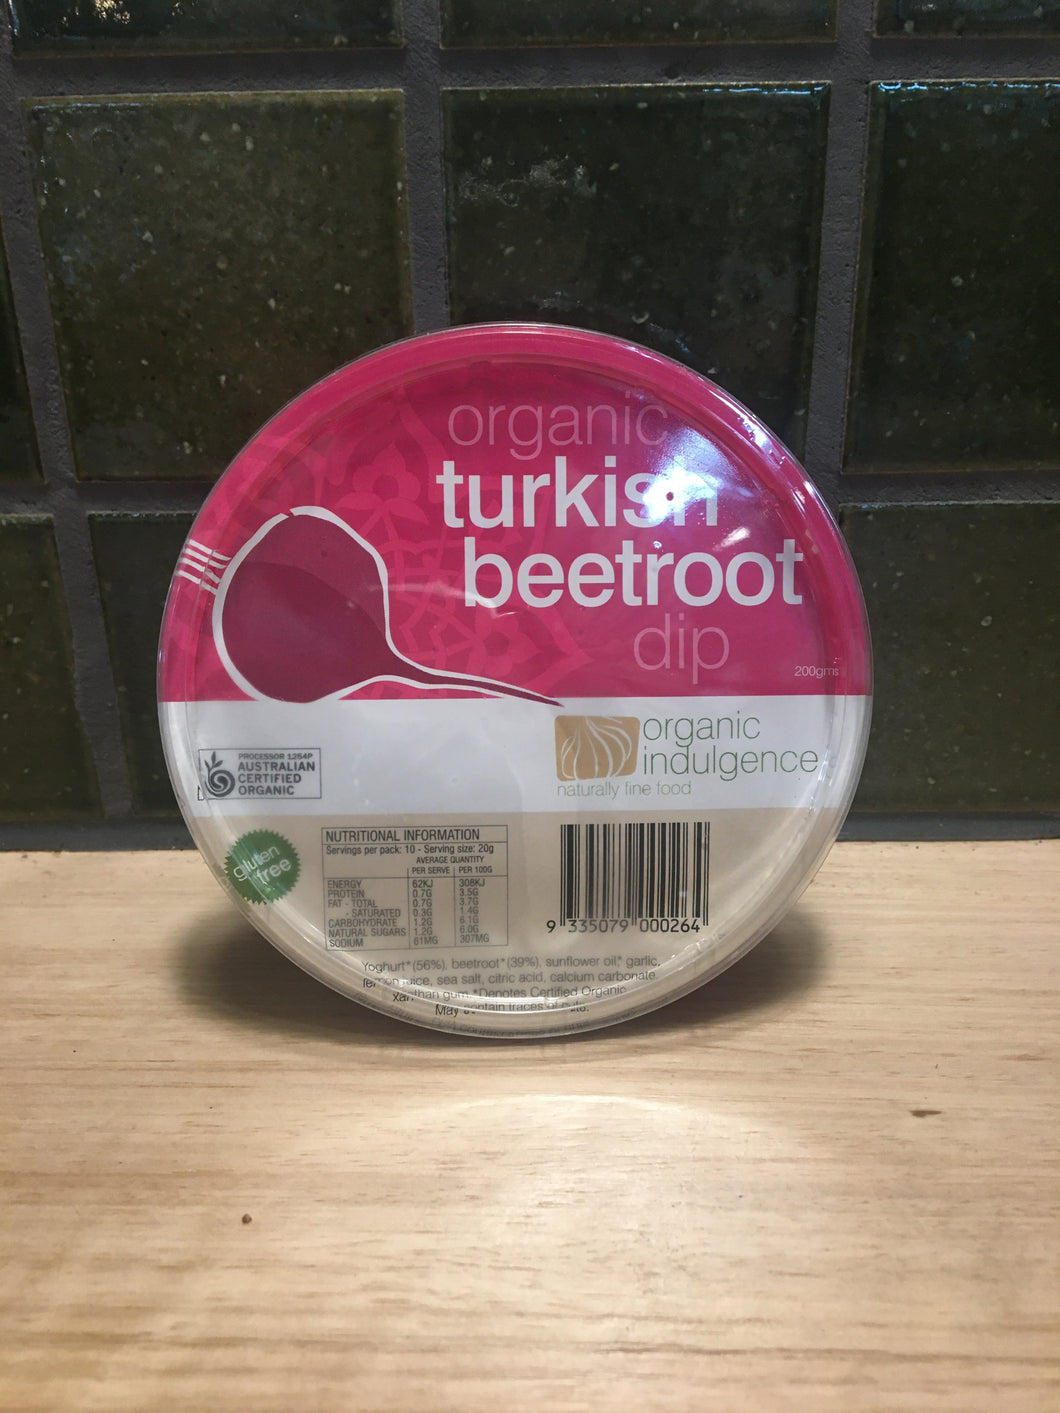 organic
turkish
beetroot
dip
200gms
organic
indulgence
naturally fine food
PROCESSOR 1254P
AUSTRALIAN
CERTIFIED
ORGANIC
gluten
free
NUTRITIONAL INFORMATION
Servings per pack: 10 - Serving size: 20g
AVERAGE QUANTITY
PER SERVE PER 100G
ENERGY 62KJ 308KJ
PROTEIN 0.7G 3.5G
FAT - TOTAL 0.7G 3.7G
- SATURATED 0.3G 1.4G
CARBOHYDRATE 1.2G 6.1G
NATURAL SUGARS 1.2G 6.0G
SODIUM 61MG 307MG
9 335079 000264
Yoghurt*(56%), beetroot*(39%), sunflower oil,* garlic,
lemon juice, sea salt, citric acid, calcium carbonate,
Xanthan gum. *Denotes Certified Organic
May contain traces of